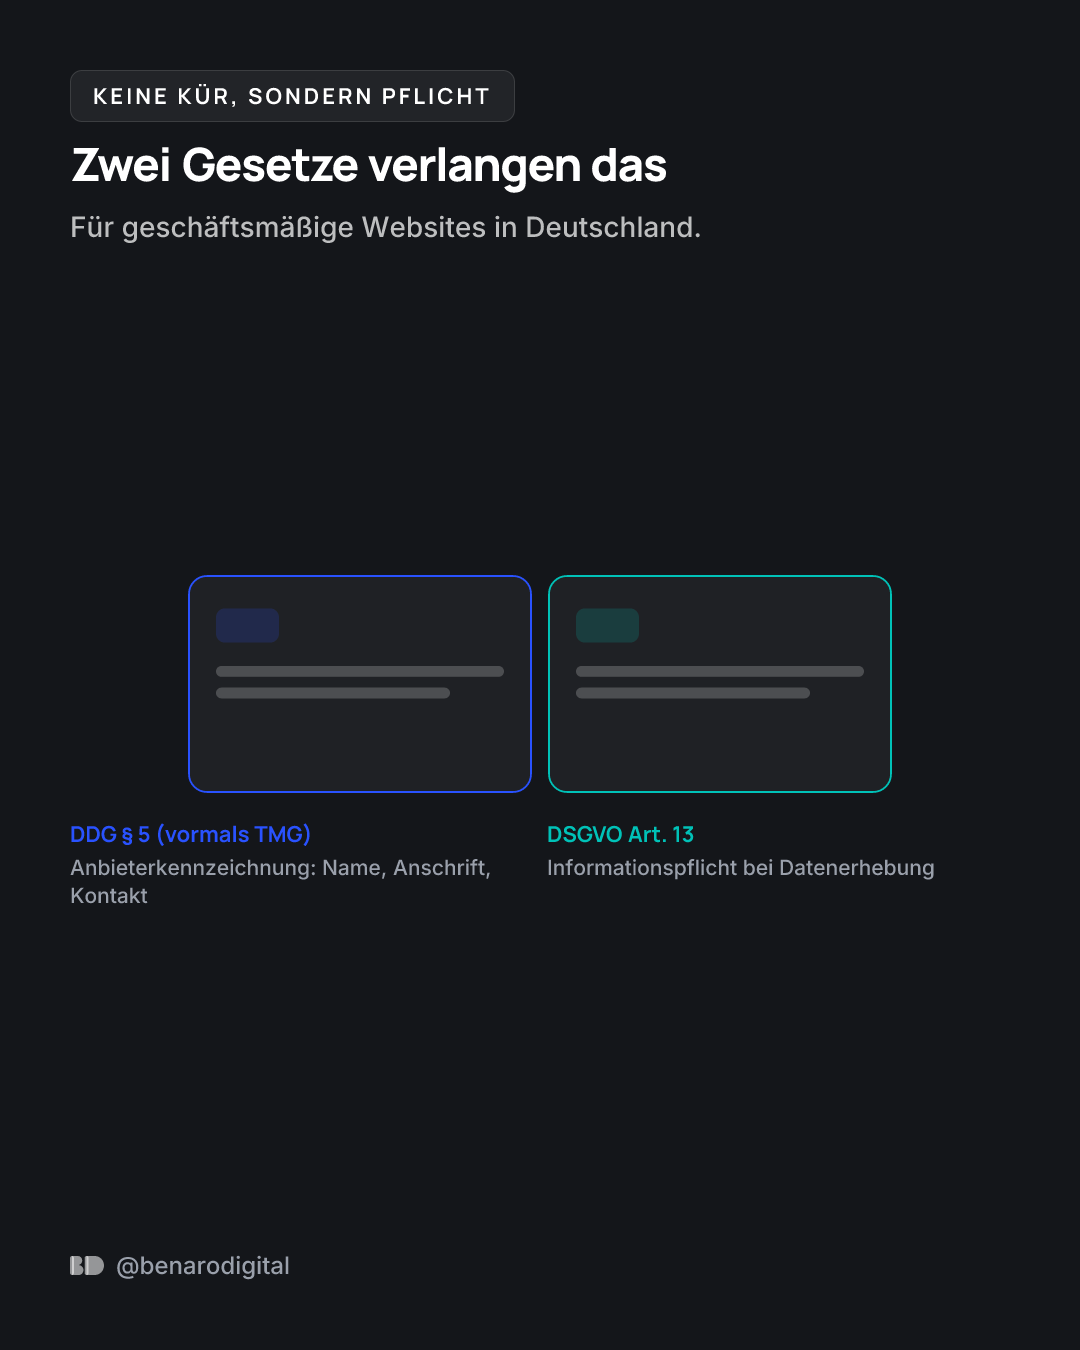 KEINE KÜR, SONDERN PFLICHT
Zwei Gesetze verlangen das
Für geschäftsmäßige Websites in Deutschland.
DDG § 5 (vormals TMG)
Anbieterkennzeichnung: Name, Anschrift,
Kontakt
DSGVO Art. 13
Informationspflicht bei Datenerhebung
BD @benarodigital